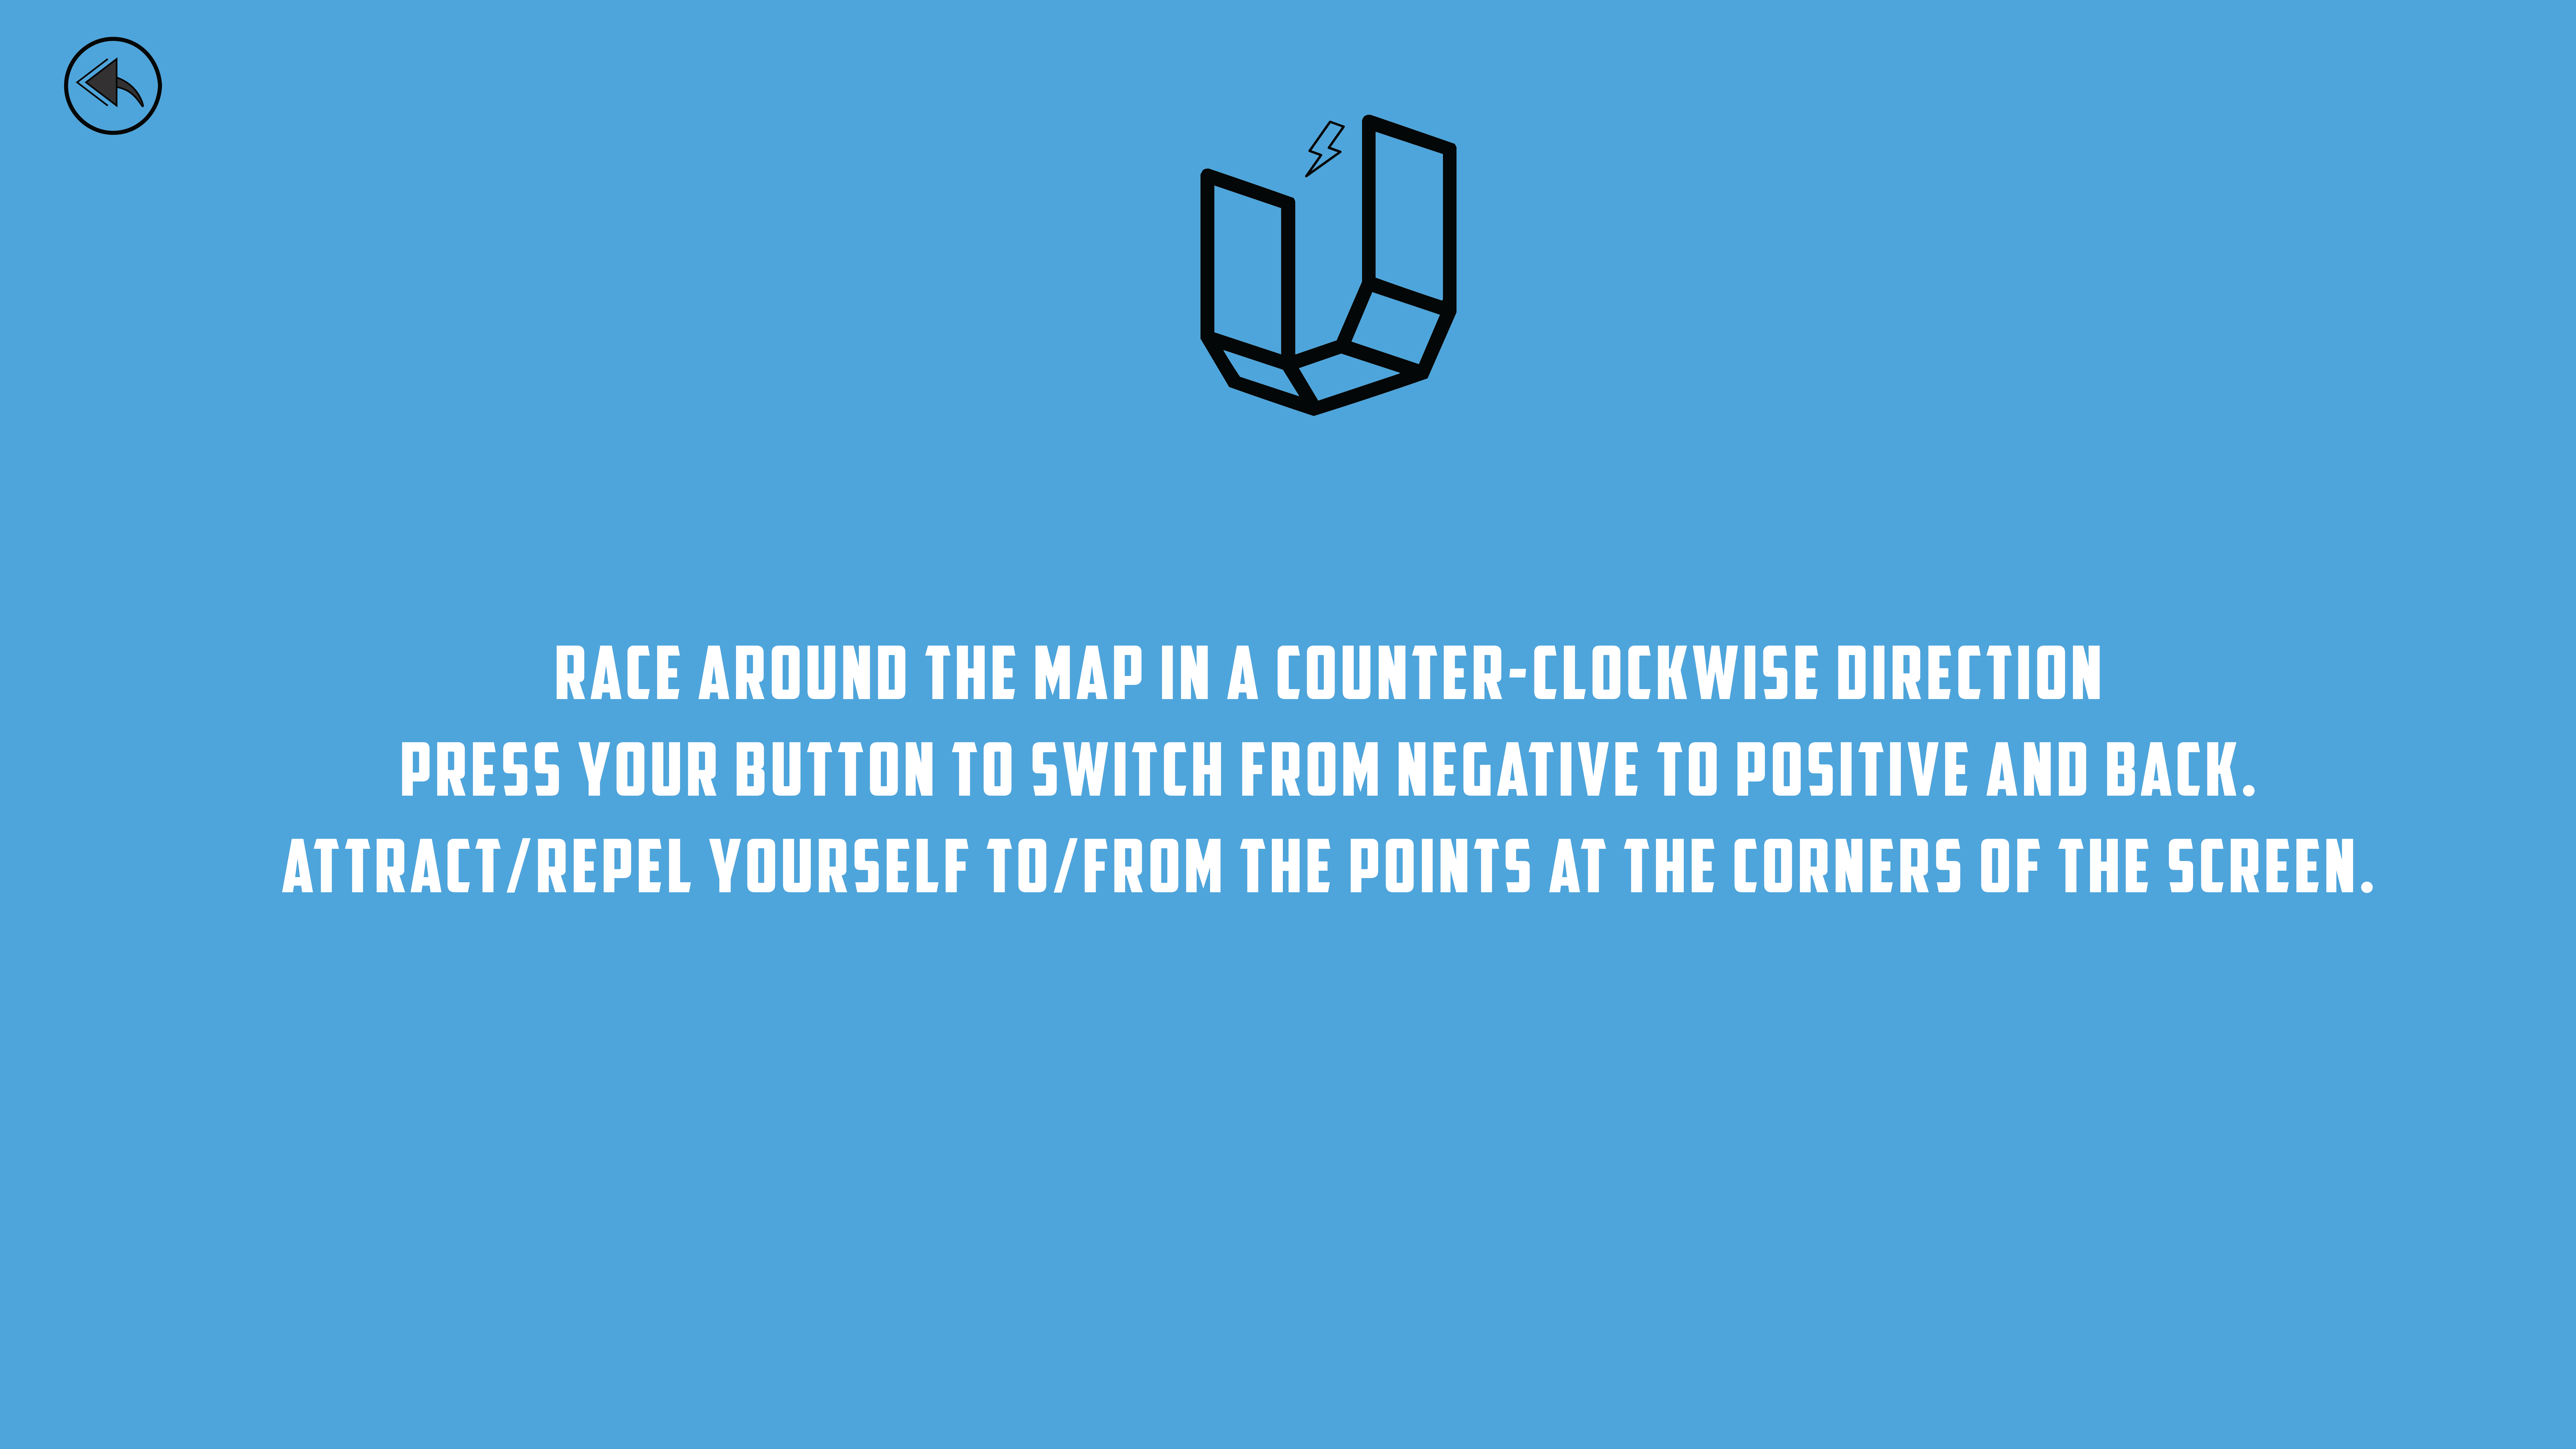 RACE AROUND THE MAP IN A COUNTER-CLOCKWISE DIRECTION
PRESS YOUR BUTTON TO SWITCH FROM NEGATIVE TO POSITIVE AND BACK.
ATTRACT/REPEL YOURSELF TO/FROM THE POINTS AT THE CORNERS OF THE SCREEN.